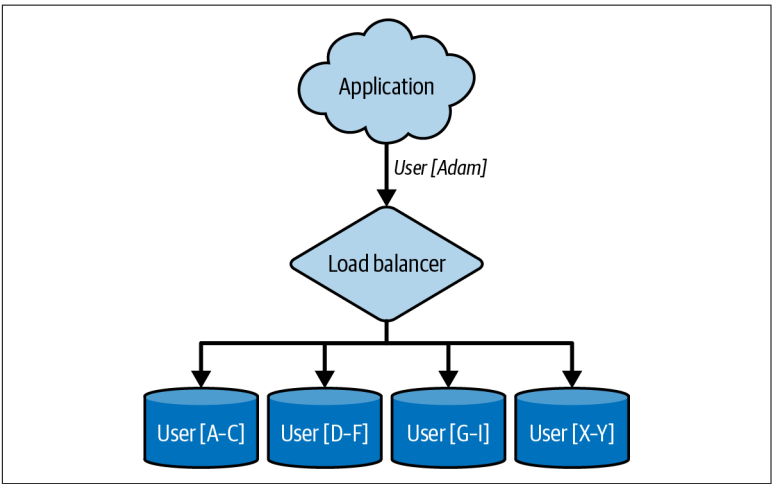 Application
User [Adam]
Load balancer
User [A–C]
User [D–F]
User [G–I]
User [X–Y]